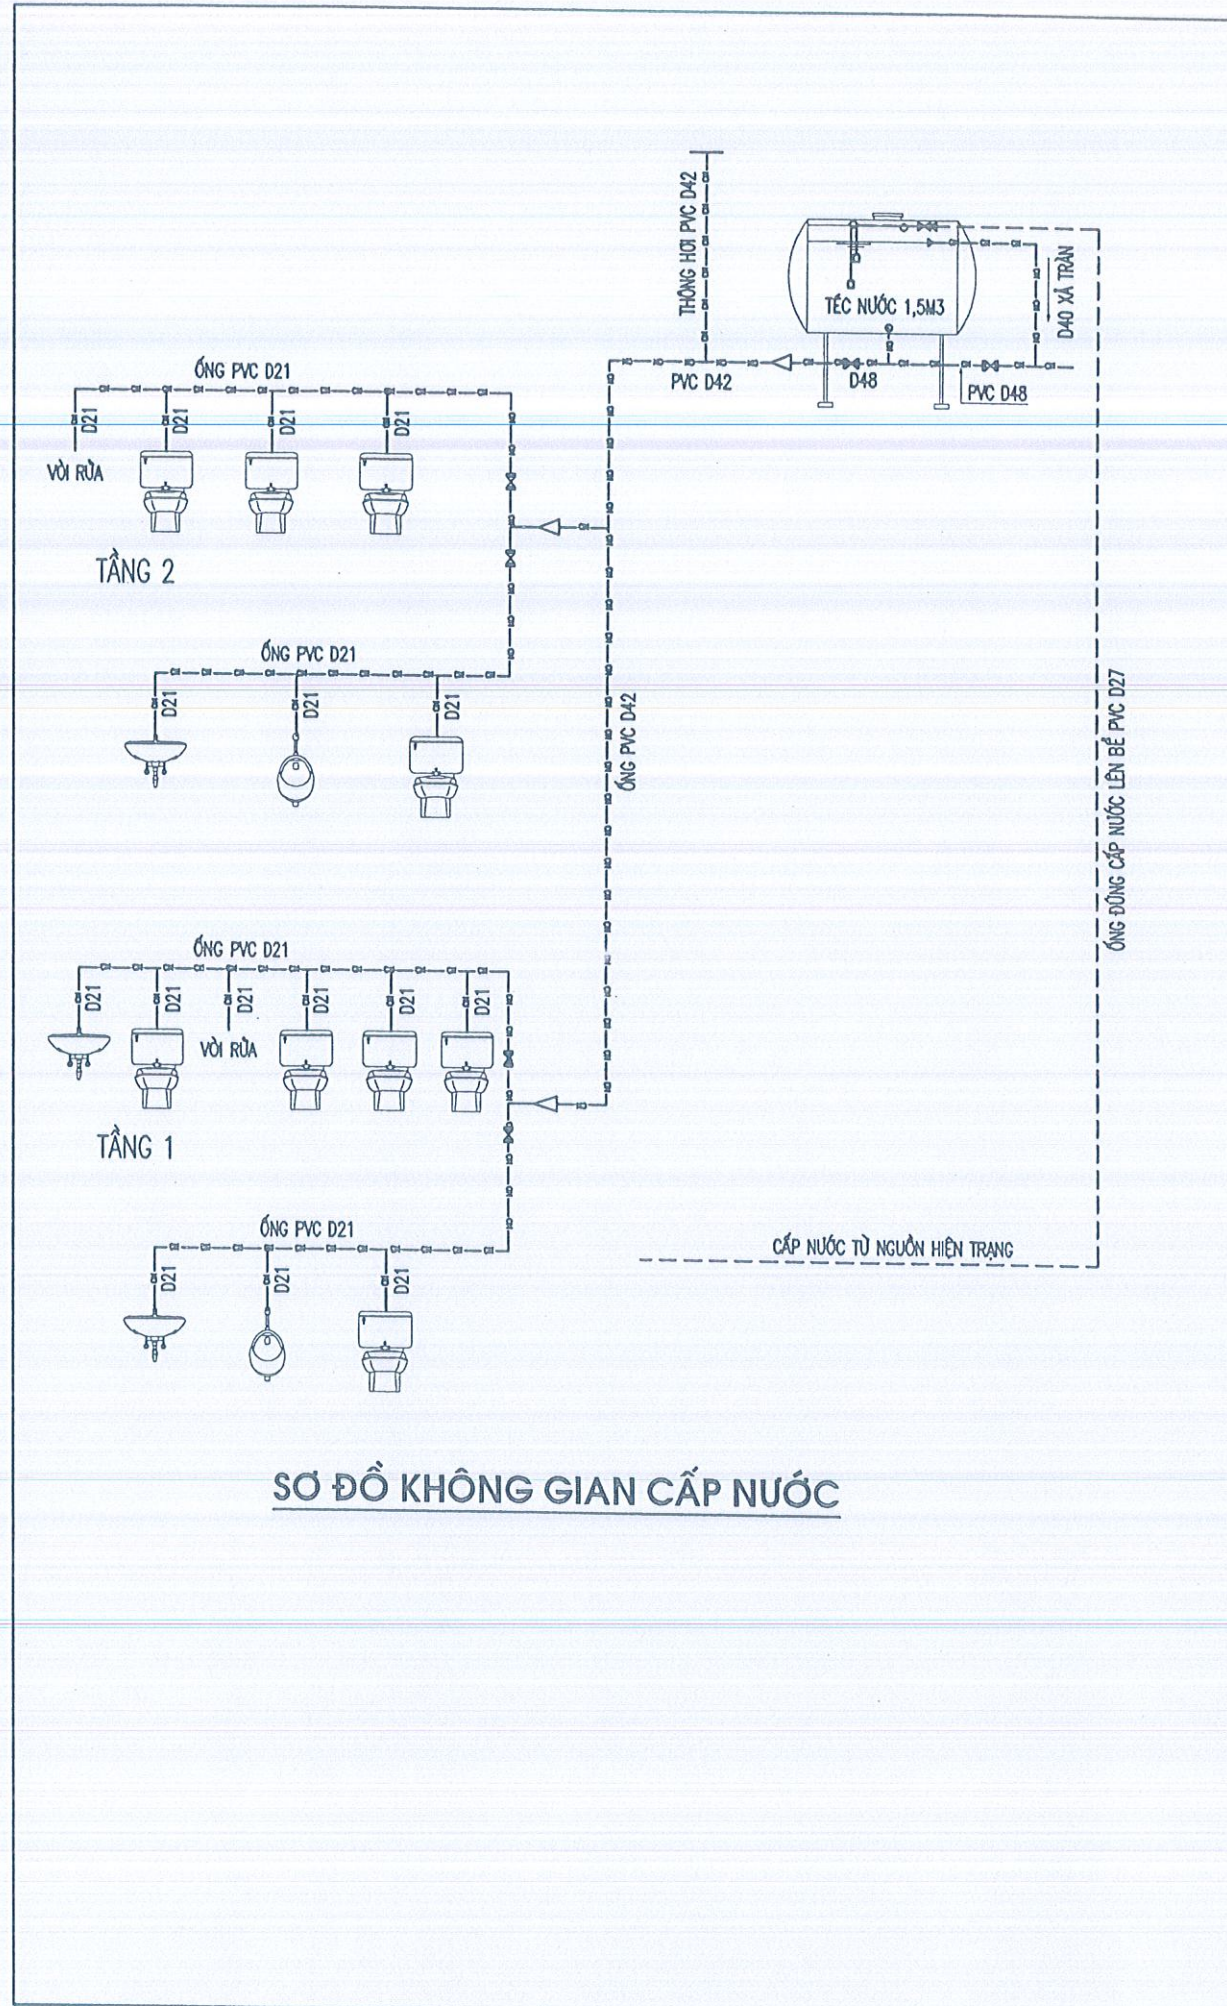 THÔNG HƠI PVC D42
TÉC NƯỚC 1,5M3
D40 XẢ TRÀN
PVC D42
D48
PVC D48
ỐNG PVC D21
D21
D21
D21
D21
VÒI RỬA
TẦNG 2
ỐNG PVC D21
D21
D21
D21
ỐNG PVC D42
ỐNG ĐỨNG CẤP NƯỚC LÊN BỂ PVC D27
ỐNG PVC D21
D21
D21
D21
D21
D21
D21
VÒI RỬA
TẦNG 1
ỐNG PVC D21
D21
D21
D21
CẤP NƯỚC TỪ NGUỒN HIỆN TRẠNG
SƠ ĐỒ KHÔNG GIAN CẤP NƯỚC